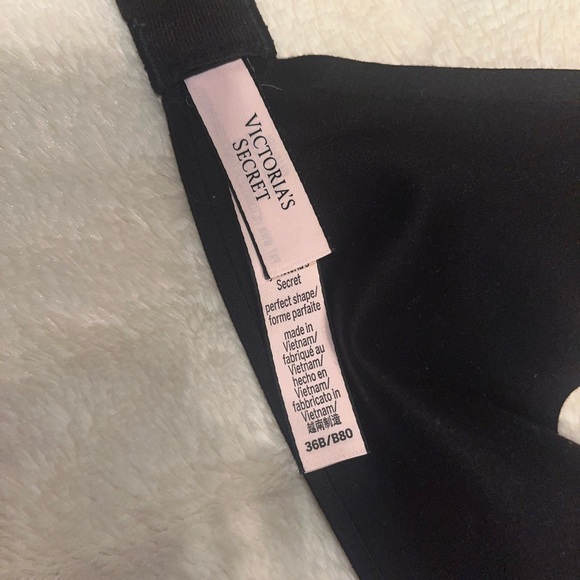 VICTORIA'S
SECRET
Secret
perfect shape/
forme parfaite
made in
Vietnam/
fabriqué au
Vietnam/
hecho en
Vietnam/
fabbricato in
Vietnam/
越南制造
36B/B80